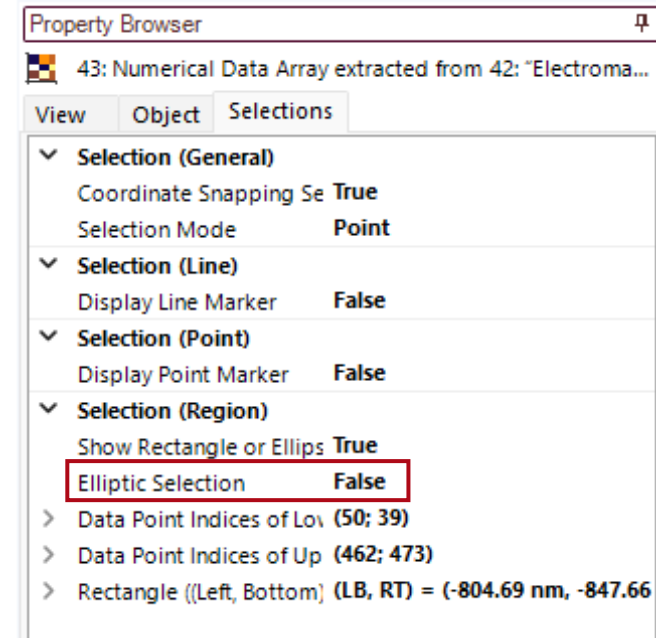 Property Browser
43: Numerical Data Array extracted from 42: "Electroma...
View Object Selections
Selection (General)
Coordinate Snapping Se True
Selection Mode Point
Selection (Line)
Display Line Marker False
Selection (Point)
Display Point Marker False
Selection (Region)
Show Rectangle or Ellips True
Elliptic Selection False
Data Point Indices of Lov (50; 39)
Data Point Indices of Up (462; 473)
Rectangle ((Left, Bottom) (LB, RT) = (-804.69 nm, -847.66